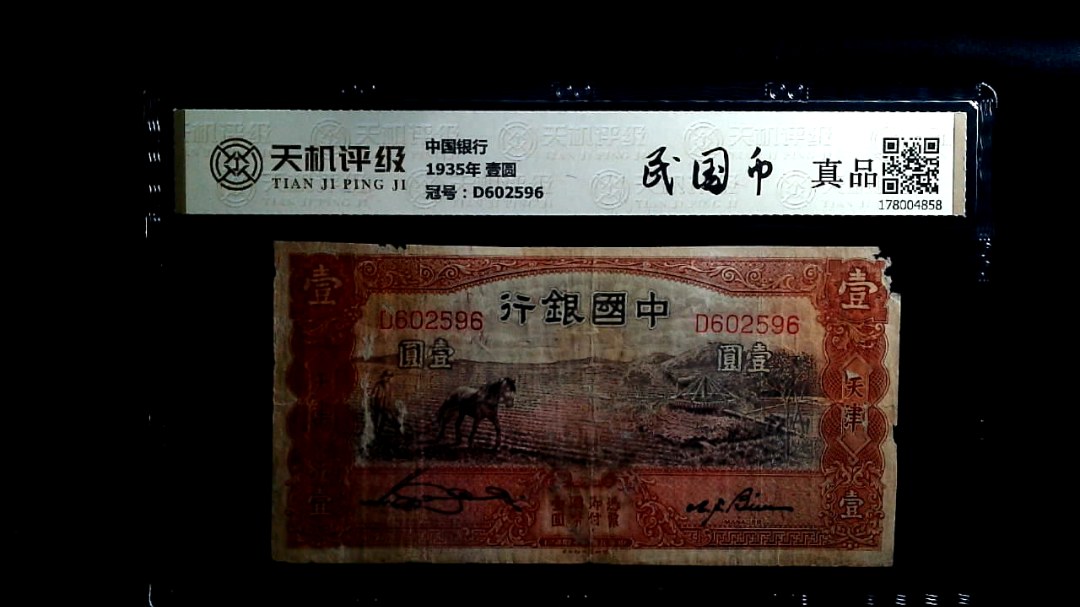 天机评级
TIAN JI PING JI
中国银行
1935年 壹圆
冠号：D602596
民国币
真品
178004858
壹
壹
行銀國中
D602596
D602596
圓壹
圓壹
天津
壹
壹